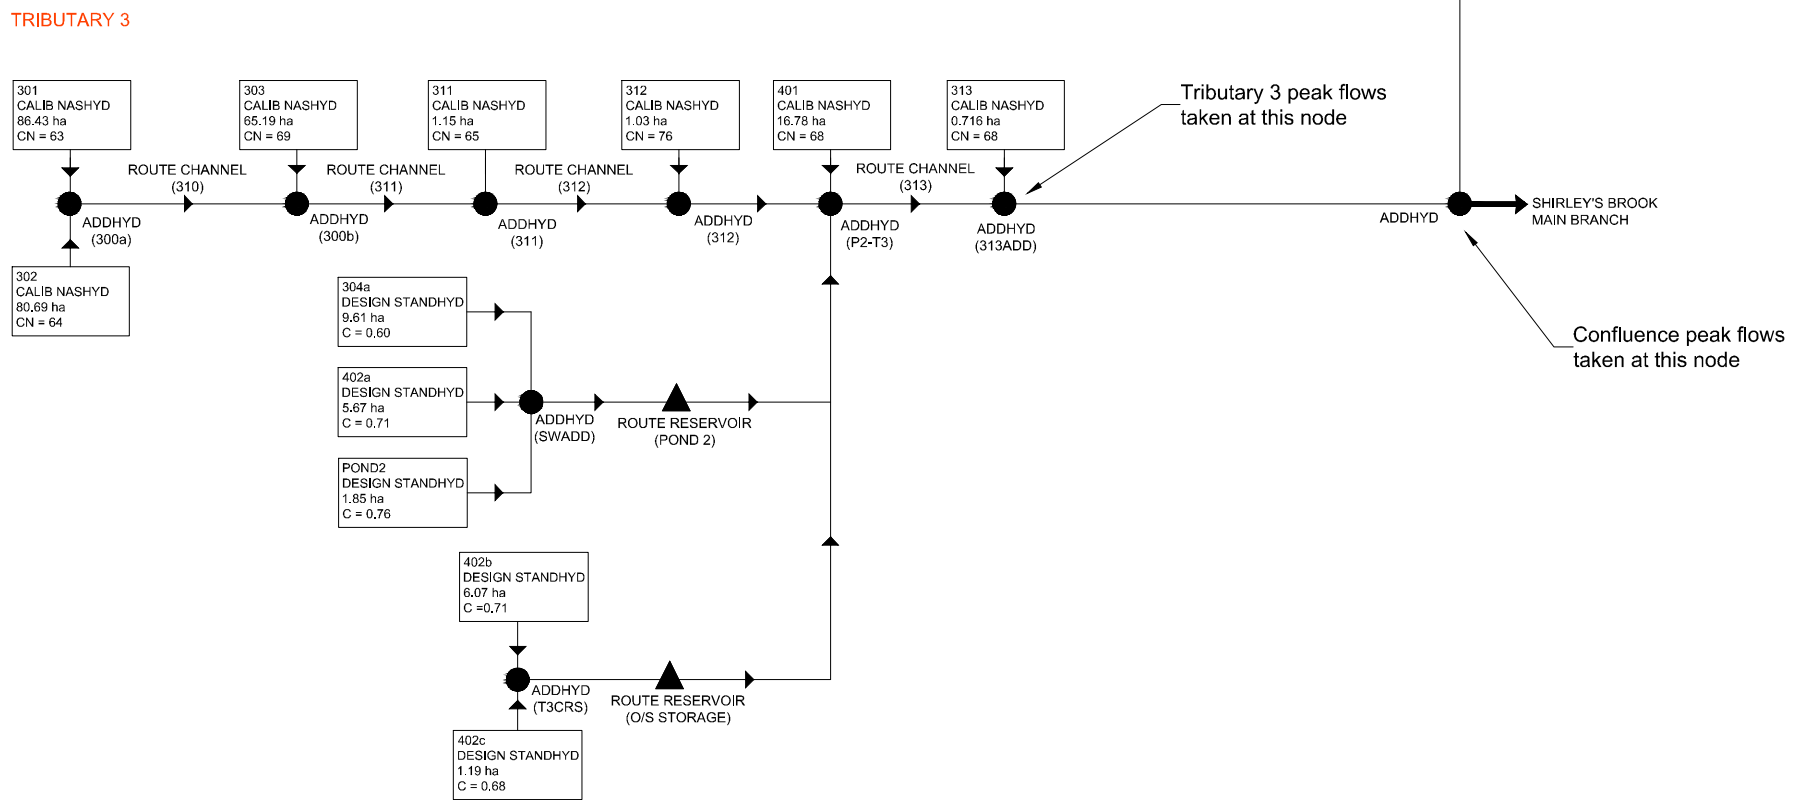 TRIBUTARY 3
301
CALIB NASHYD
86.43 ha
CN = 63
303
CALIB NASHYD
65.19 ha
CN = 69
311
CALIB NASHYD
1.15 ha
CN = 65
312
CALIB NASHYD
1.03 ha
CN = 76
401
CALIB NASHYD
16.78 ha
CN = 68
313
CALIB NASHYD
0.716 ha
CN = 68
Tributary 3 peak flows
taken at this node
ROUTE CHANNEL
(310)
ROUTE CHANNEL
(311)
ROUTE CHANNEL
(312)
ROUTE CHANNEL
(313)
ADDHYD
(300a)
ADDHYD
(300b)
ADDHYD
(311)
ADDHYD
(312)
ADDHYD
(P2-T3)
ADDHYD
(313ADD)
ADDHYD
SHIRLEY'S BROOK
MAIN BRANCH
302
CALIB NASHYD
80.69 ha
CN = 64
304a
DESIGN STANDHYD
9.61 ha
C = 0.60
Confluence peak flows
taken at this node
402a
DESIGN STANDHYD
5.67 ha
C = 0.71
ADDHYD
(SWADD)
ROUTE RESERVOIR
(POND 2)
POND2
DESIGN STANDHYD
1.85 ha
C = 0.76
402b
DESIGN STANDHYD
6.07 ha
C =0.71
ADDHYD
(T3CRS)
ROUTE RESERVOIR
(O/S STORAGE)
402c
DESIGN STANDHYD
1.19 ha
C = 0.68